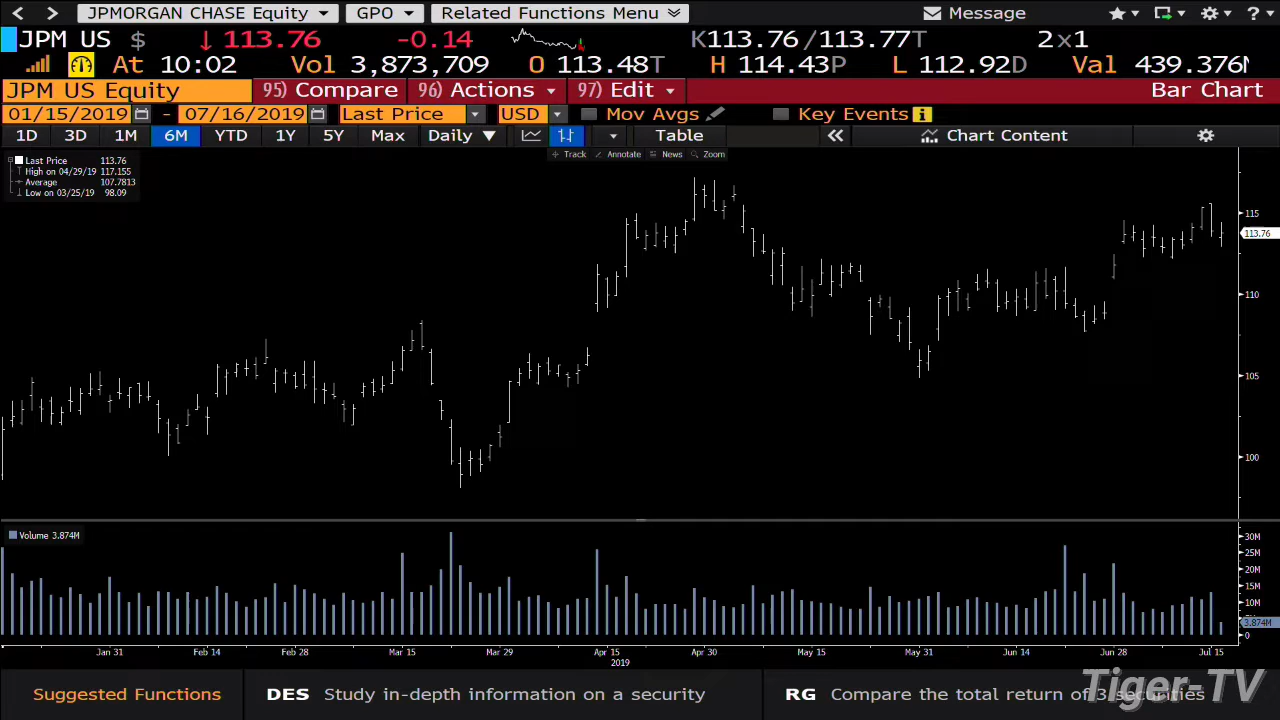 JPMORGAN CHASE Equity GPO Related Functions Menu Message ?
JPM US $ ↓ 113.76 -0.14 K113.76/113.77T 2×1
At 10:02 Vol 3,873,709 O 113.48T H 114.43P L 112.92D Val 439.376M
JPM US Equity 95) Compare 96) Actions 97) Edit Bar Chart
01/15/2019 - 07/16/2019 Last Price USD Mov Avgs Key Events i
1D 3D 1M 6M YTD 1Y 5Y Max Daily ▼ Table « Chart Content
Track Annotate News Zoom
Last Price 113.76
High on 04/29/19 117.155
Average 107.7813
Low on 03/25/19 98.09
115
113.76
110
105
100
Volume 3.874M
30M
25M
20M
15M
10M
3.874M
0
Jan 31 Feb 14 Feb 28 Mar 15 Mar 29 Apr 15 Apr 30 May 15 May 31 Jun 14 Jun 28 Jul 15
2019
Suggested Functions DES Study in-depth information on a security RG Compare the total return of 3 securities
Tiger-TV